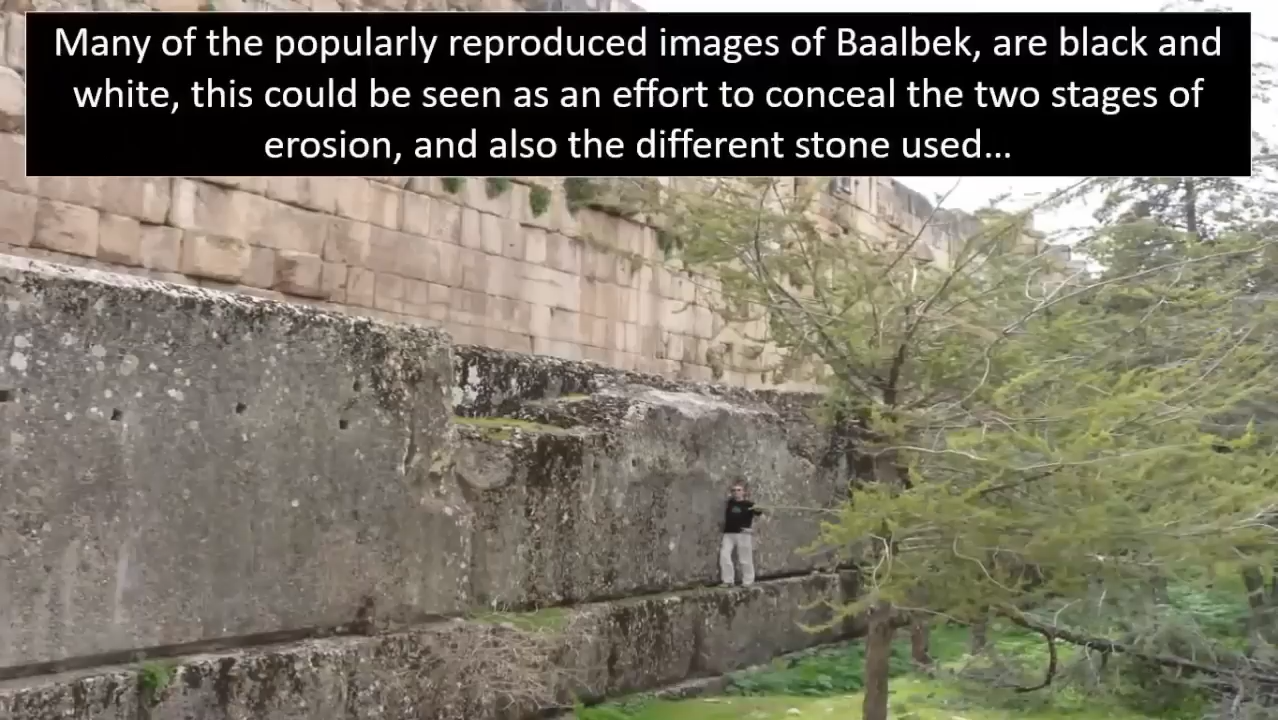 Many of the popularly reproduced images of Baalbek, are black and
white, this could be seen as an effort to conceal the two stages of
erosion, and also the different stone used...